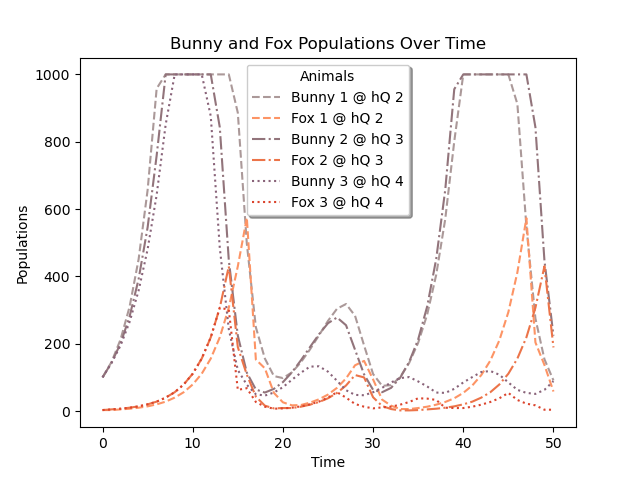 Bunny and Fox Populations Over Time
Animals
Bunny 1 @ hQ 2
Fox 1 @ hQ 2
Bunny 2 @ hQ 3
Fox 2 @ hQ 3
Bunny 3 @ hQ 4
Fox 3 @ hQ 4
Populations
1000
800
600
400
200
0
0 10 20 30 40 50
Time